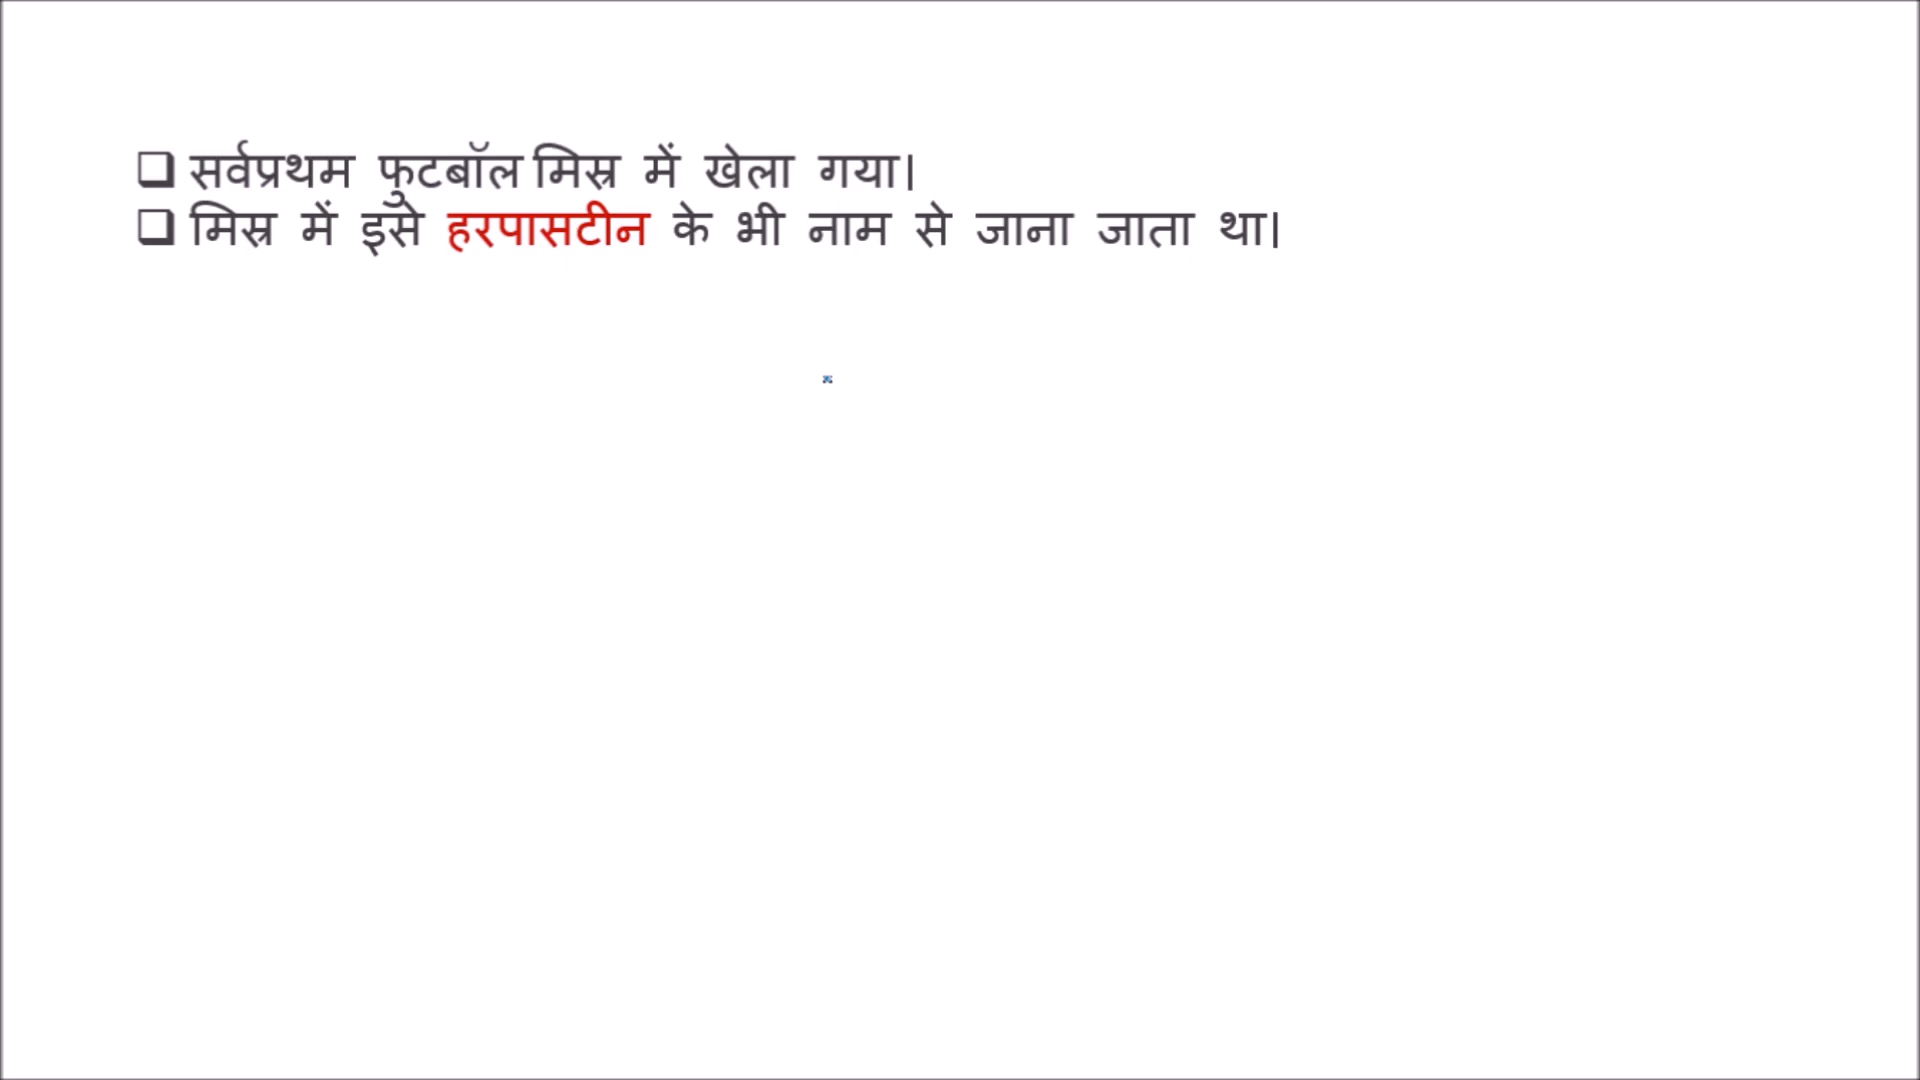 ❑ सर्वप्रथम फुटबॉल मिस्र में खेला गया।
❑ मिस्र में इसे हरपासटीन के भी नाम से जाना जाता था।